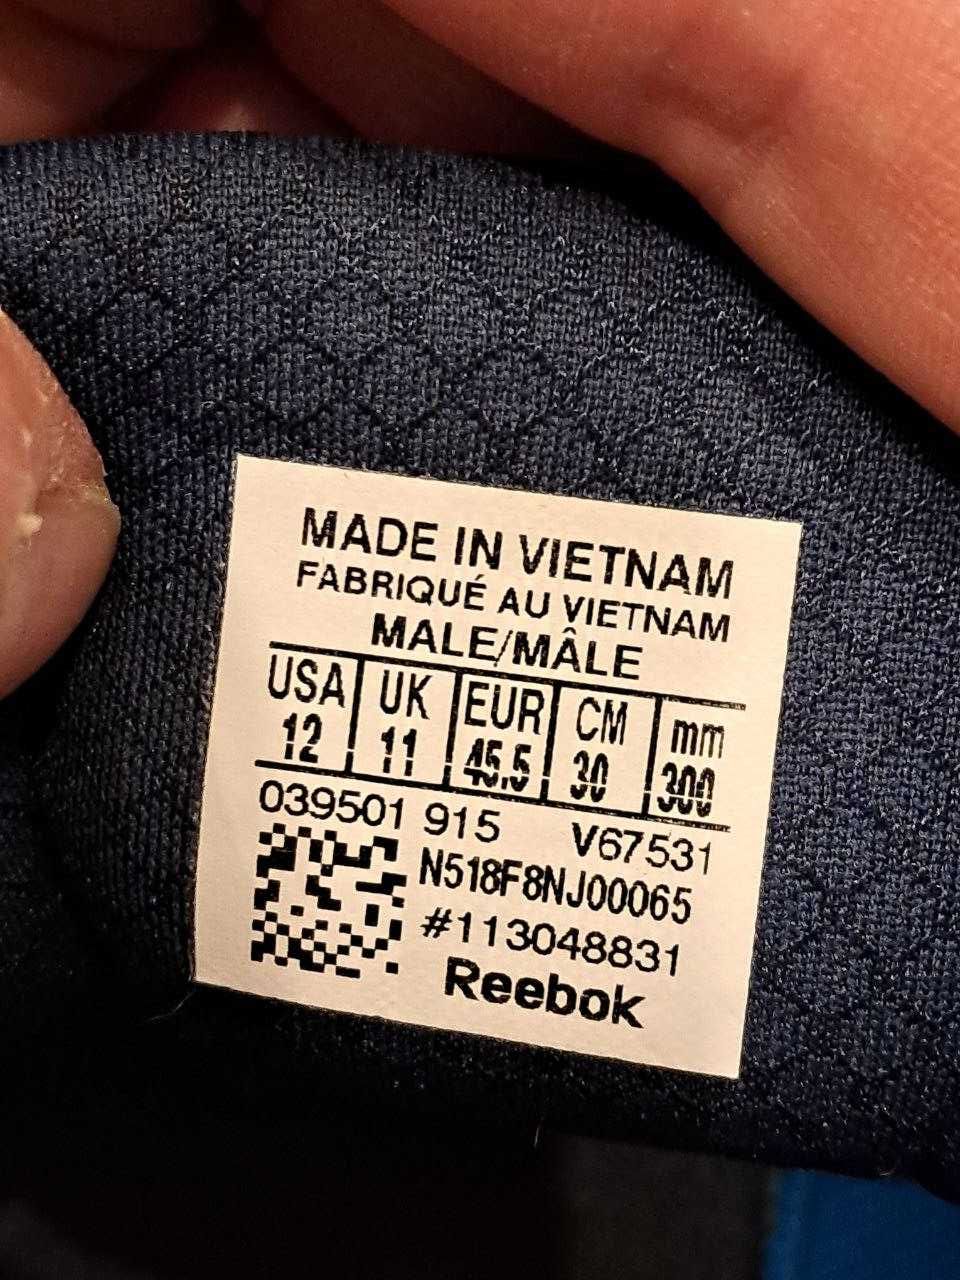 MADE IN VIETNAM
FABRIQUÉ AU VIETNAM
MALE/MÂLE
USA UK EUR CM mm
12 11 45.5 30 300
039501 915 V67531
N518F8NJ00065
#113048831
Reebok